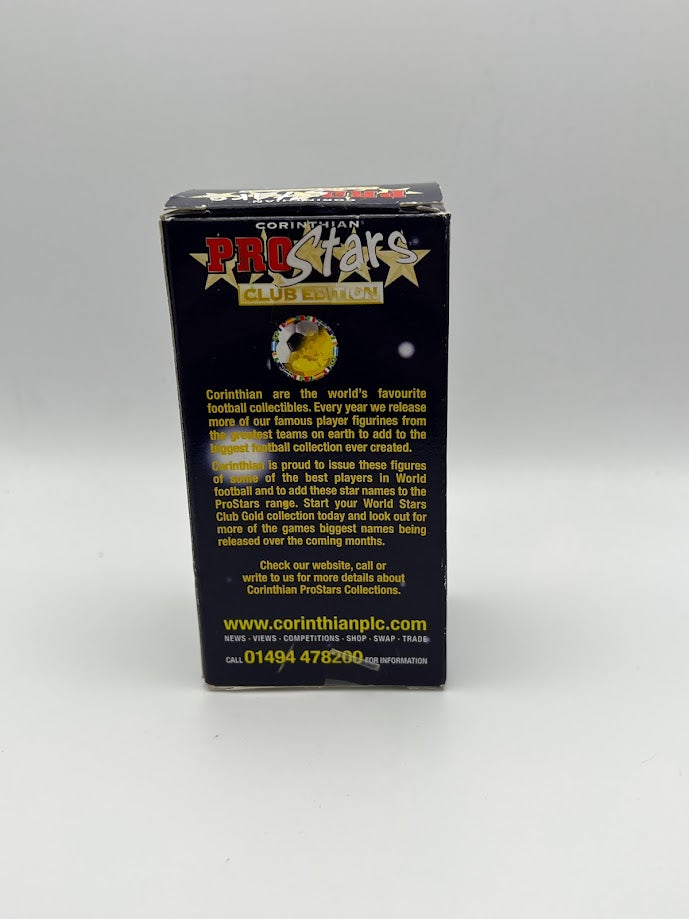 CORINTHIAN
PROStars
CORINTHIAN
PROStars
CLUB EDITION
Corinthian are the world's favourite
football collectibles. Every year we release
more of our famous player figurines from
the greatest teams on earth to add to the
biggest football collection ever created.
Corinthian is proud to issue these figures
of some of the best players in World
football and to add these star names to the
ProStars range. Start your World Stars
Club Gold collection today and look out for
more of the games biggest names being
released over the coming months.
Check our website, call or
write to us for more details about
Corinthian ProStars Collections.
www.corinthianplc.com
NEWS · VIEWS · COMPETITIONS · SHOP · SWAP · TRADE
CALL 01494 478200 FOR INFORMATION